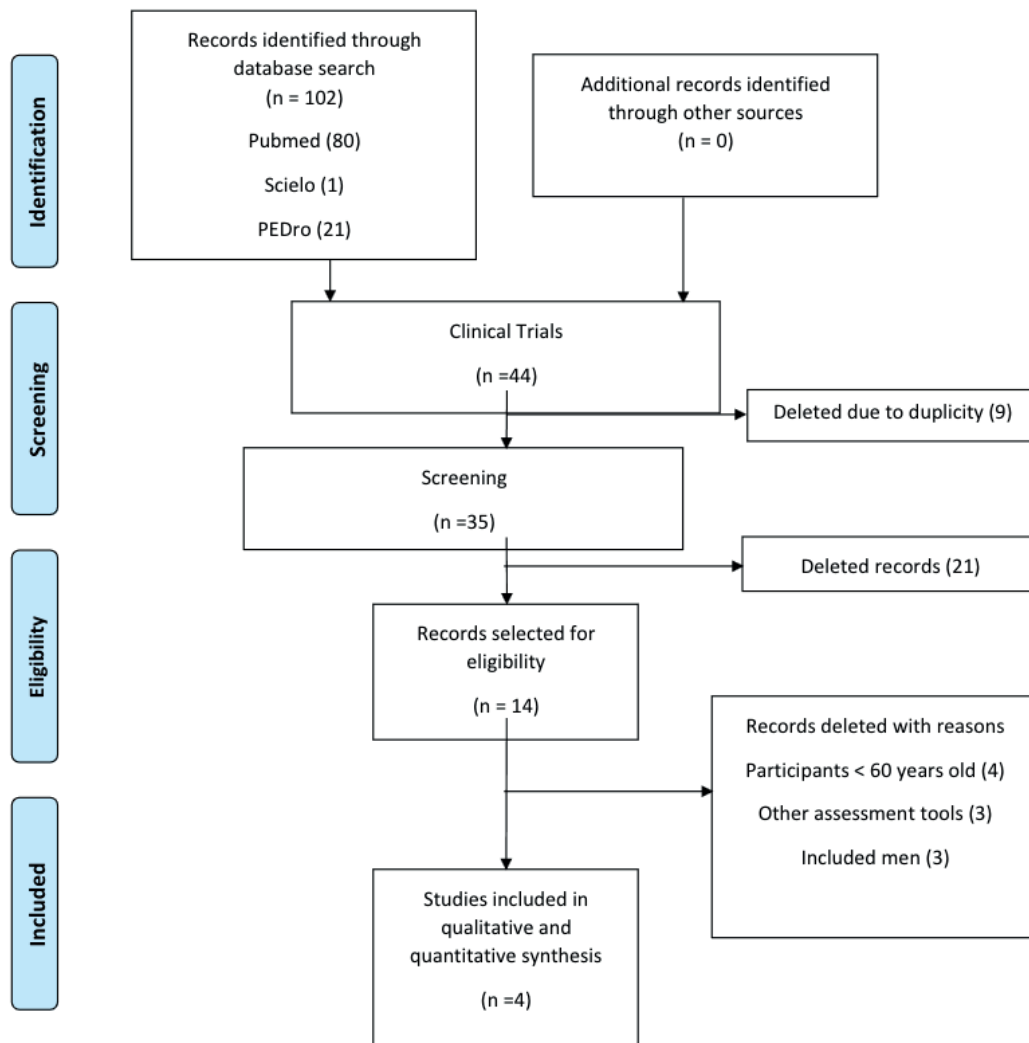 Identification
Records identified through
database search
(n = 102)
Pubmed (80)
Scielo (1)
PEDro (21)
Additional records identified
through other sources
(n = 0)
Screening
Clinical Trials
(n =44)
Deleted due to duplicity (9)
Screening
(n =35)
Deleted records (21)
Eligibility
Records selected for
eligibility
(n = 14)
Records deleted with reasons
Participants < 60 years old (4)
Other assessment tools (3)
Included men (3)
Included
Studies included in
qualitative and
quantitative synthesis
(n =4)